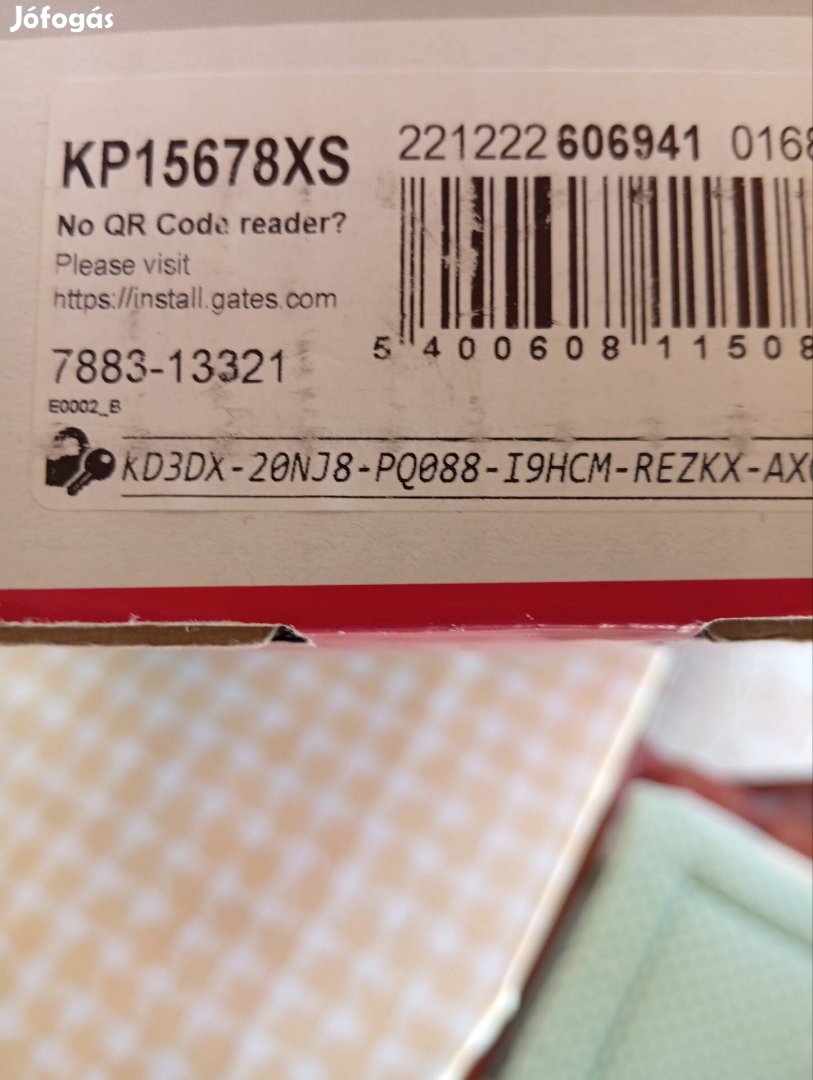 Jófogás
KP15678XS
221222 606941 0168
No QR Code reader?
Please visit
https://install.gates.com
5 400608 11508
7883-13321
E0002_B
KD3DX-20NJ8-PQ088-I9HCM-REZKX-AX